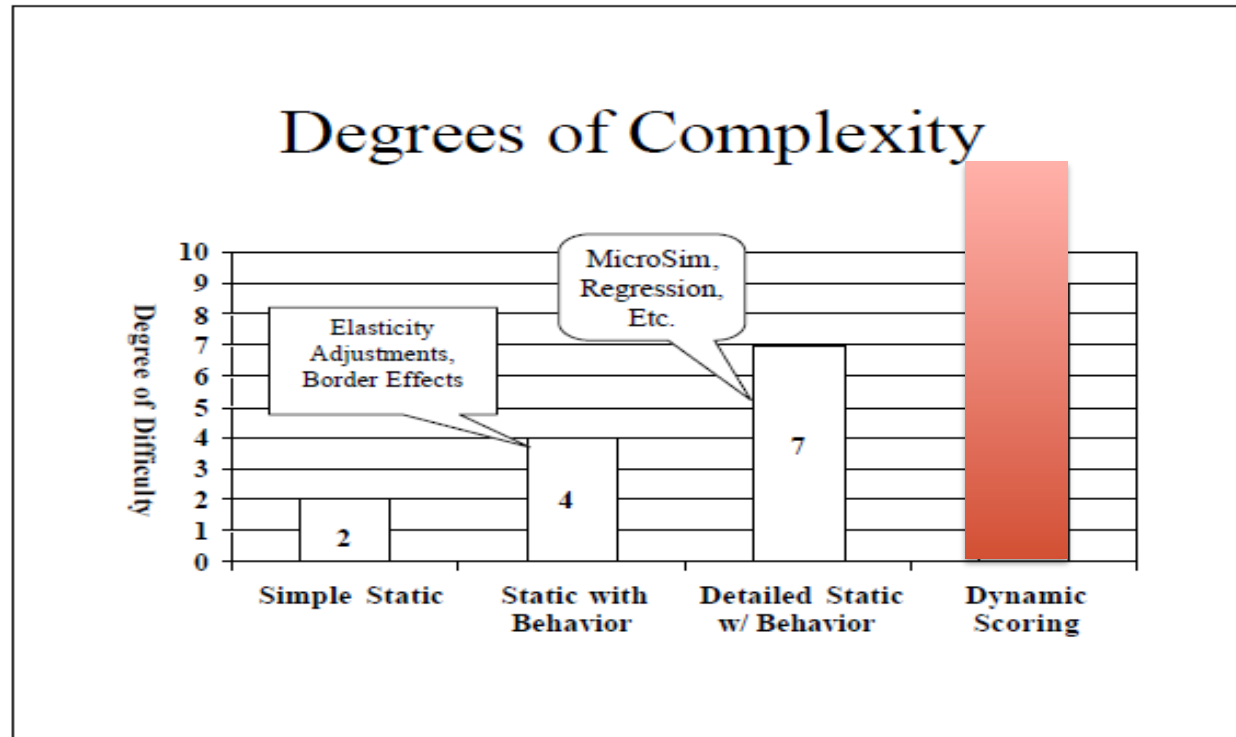 Degrees of Complexity
10
9
8
7
6
5
4
3
2
1
0
Degree of Difficulty
Elasticity
Adjustments,
Border Effects
MicroSim,
Regression,
Etc.
2
4
7
Simple Static
Static with
Behavior
Detailed Static
w/ Behavior
Dynamic
Scoring